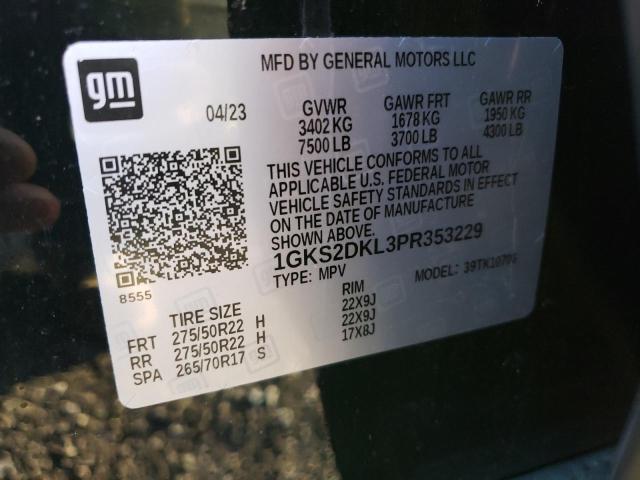 gm
MFD BY GENERAL MOTORS LLC
04/23
GVWR GAWR FRT GAWR RR
3402 KG 1678 KG 1950 KG
7500 LB 3700 LB 4300 LB
THIS VEHICLE CONFORMS TO ALL
APPLICABLE U.S. FEDERAL MOTOR
VEHICLE SAFETY STANDARDS IN EFFECT
ON THE DATE OF MANUFACTURE
SHOWN ABOVE.
1GKS2DKL3PR353229
8555
TYPE: MPV MODEL:
TIRE SIZE RIM
FRT 275/50R22 H 22X9J
RR 275/50R22 H 22X9J
SPA 265/70R17 S 17X8J